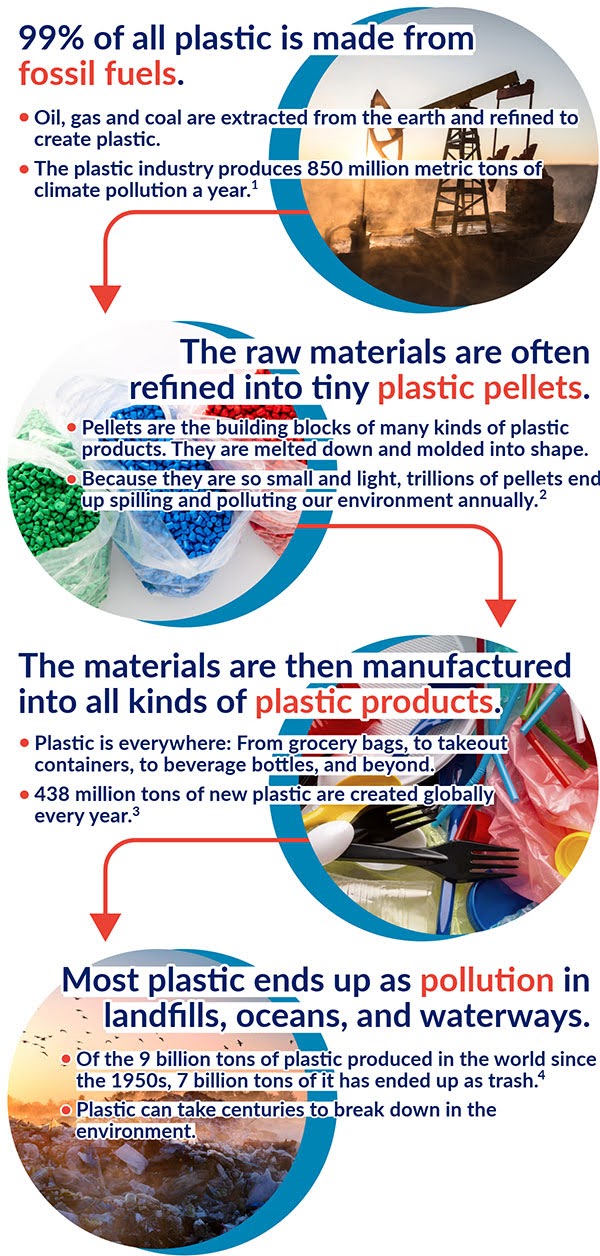 99% of all plastic is made from
fossil fuels.
• Oil, gas and coal are extracted from the earth and refined to
create plastic.
• The plastic industry produces 850 million metric tons of
climate pollution a year.¹
The raw materials are often
refined into tiny plastic pellets.
• Pellets are the building blocks of many kinds of plastic
products. They are melted down and molded into shape.
• Because they are so small and light, trillions of pellets end
up spilling and polluting our environment annually.²
The materials are then manufactured
into all kinds of plastic products.
• Plastic is everywhere: From grocery bags, to takeout
containers, to beverage bottles, and beyond.
• 438 million tons of new plastic are created globally
every year.³
Most plastic ends up as pollution in
landfills, oceans, and waterways.
• Of the 9 billion tons of plastic produced in the world since
the 1950s, 7 billion tons of it has ended up as trash.⁴
• Plastic can take centuries to break down in the
environment.